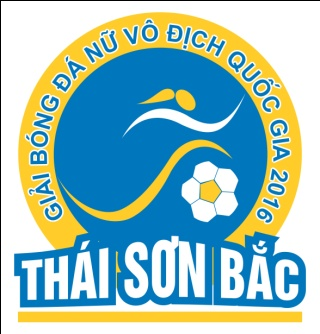 GIẢI BÓNG ĐÁ NỮ VÔ ĐỊCH QUỐC GIA 2016
THÁI SƠN BẮC